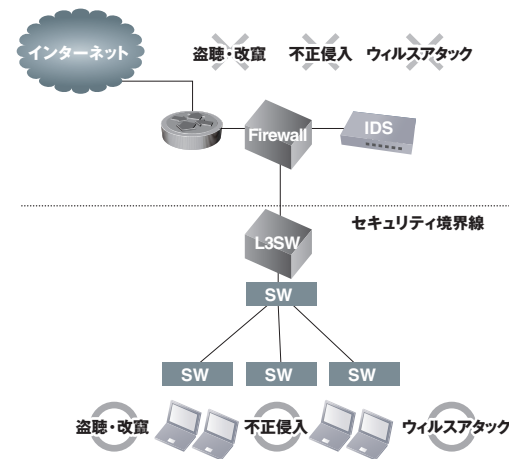 インターネット
盗聴・改竄 不正侵入 ウィルスアタック
Firewall
IDS
セキュリティ境界線
L3SW
SW
SW SW SW
盗聴・改竄 不正侵入 ウィルスアタック